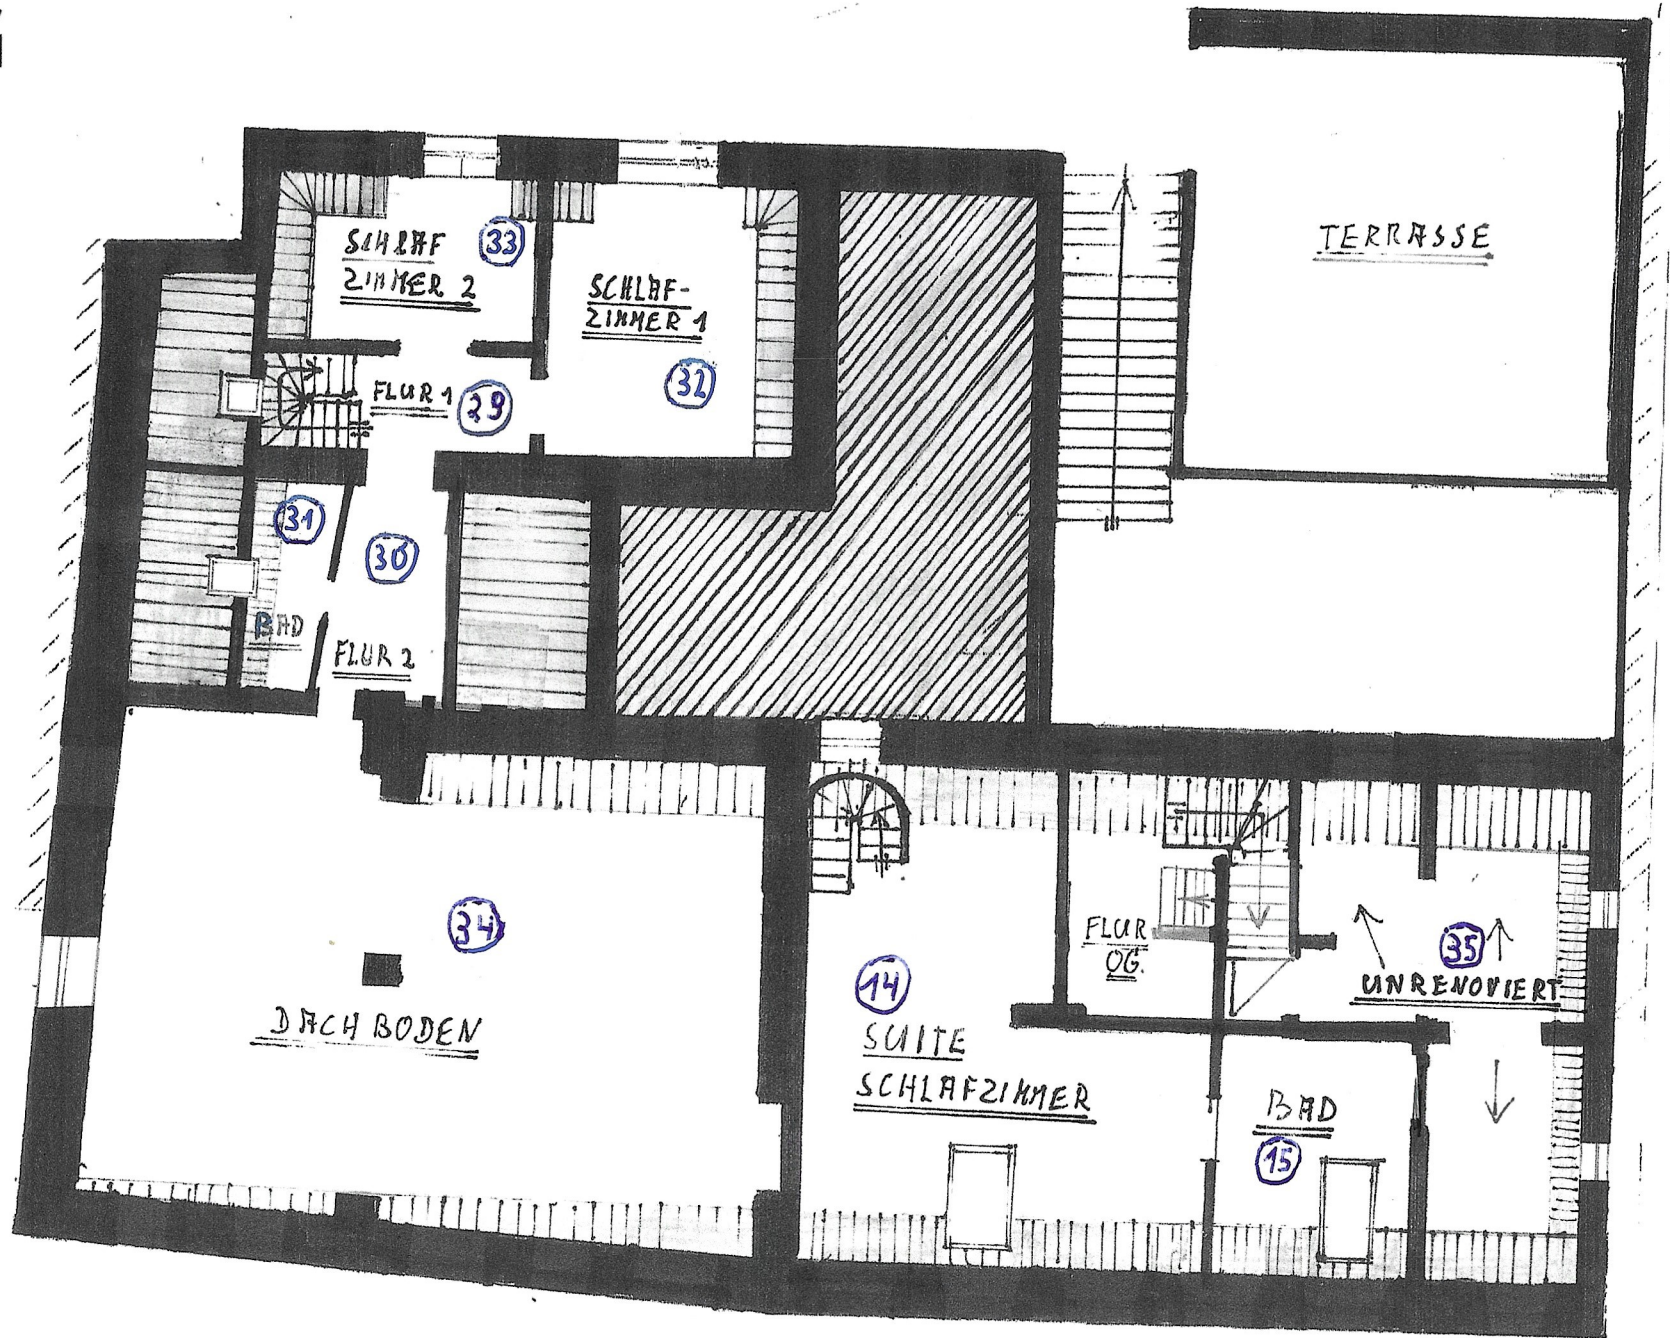 TERRASSE
SCHLAF
ZIMMER 2
33
SCHLAF-
ZIMMER 1
32
FLUR 1
29
31
30
BAD
FLUR 2
34
DACHBODEN
14
SUITE
SCHLAFZIMMER
FLUR
OG.
35
UNRENOVIERT
BAD
15